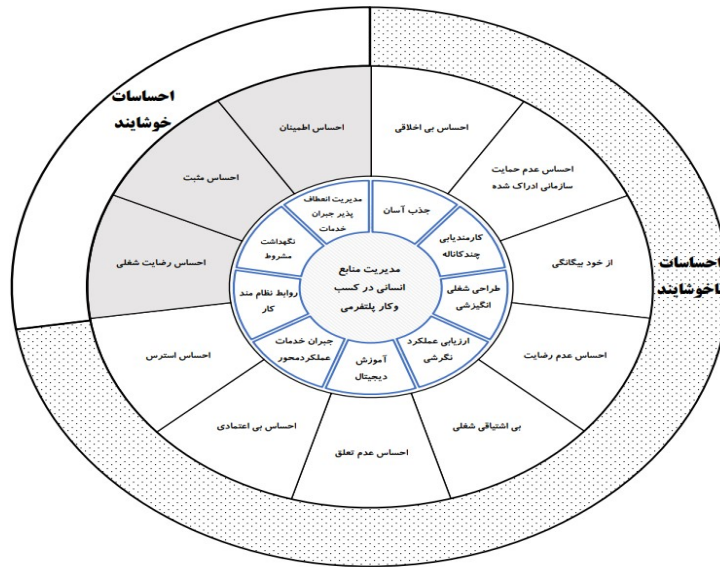 احساسات
خوشایند
احساسات
ناخوشایند
احساس اطمینان
احساس بی اخلاقی
احساس مثبت
احساس عدم حمایت
سازمانی ادراک شده
احساس رضایت شغلی
از خود بیگانگی
احساس استرس
احساس عدم رضایت
احساس بی اعتمادی
احساس عدم تعلق
بی اشتیاقی شغلی
مدیریت انعطاف
پذیر جبران
خدمات
جذب آسان
نگهداشت
مشروط
کارمندیابی
چندکاناله
روابط نظام مند
کار
طراحی شغلی
انگیزشی
جبران خدمات
عملکردمحور
آموزش
دیجیتال
ارزیابی عملکرد
نگرشی
مدیریت منابع
انسانی در کسب
وکار پلتفرمی